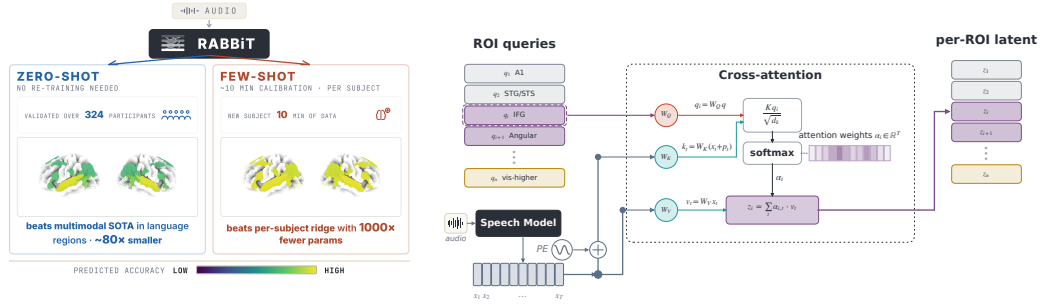 AUDIO
RABBiT
ZERO-SHOT
NO RE-TRAINING NEEDED
VALIDATED OVER 324 PARTICIPANTS
beats multimodal SOTA in language
regions · ~80× smaller
FEW-SHOT
~10 MIN CALIBRATION · PER SUBJECT
NEW SUBJECT 10 MIN OF DATA
beats per-subject ridge with 1000×
fewer params
PREDICTED ACCURACY LOW HIGH
ROI queries
q₁ A1
q₂ STG/STS
qᵢ IFG
qᵢ₊₁ Angular
qₙ vis-higher
audio
Speech Model
PE
x₁ x₂ ... x_T
Cross-attention
W_Q
qᵢ = W_Q q
W_K
kₜ = W_K(xₜ+pₜ)
W_V
vₜ = W_V xₜ
Kqᵢ
√dₖ
softmax
attention weights αᵢ ∈ ℝᵀ
αᵢ
zᵢ = Σₜ αᵢ,ₜ · vₜ
per-ROI latent
z₁
z₂
zᵢ
zᵢ₊₁
zₙ